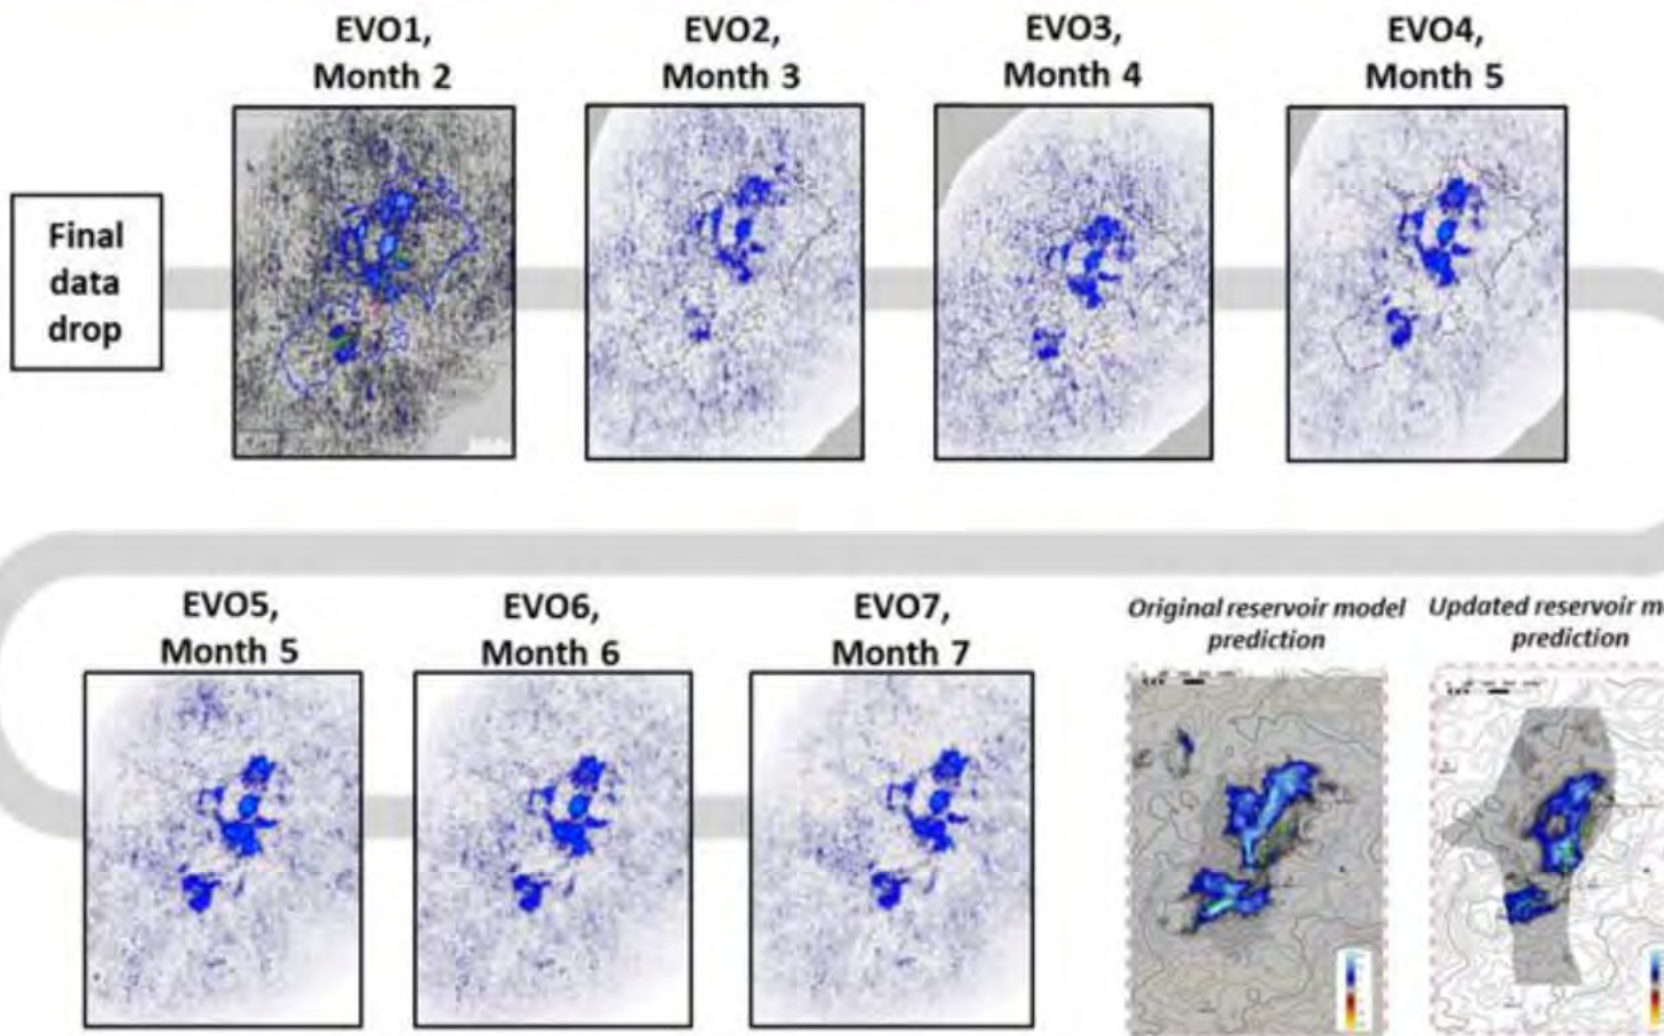 EVO1,
Month 2
EVO2,
Month 3
EVO3,
Month 4
EVO4,
Month 5
Final
data
drop
EVO5,
Month 5
EVO6,
Month 6
EVO7,
Month 7
Original reservoir model
prediction
Updated reservoir m
prediction